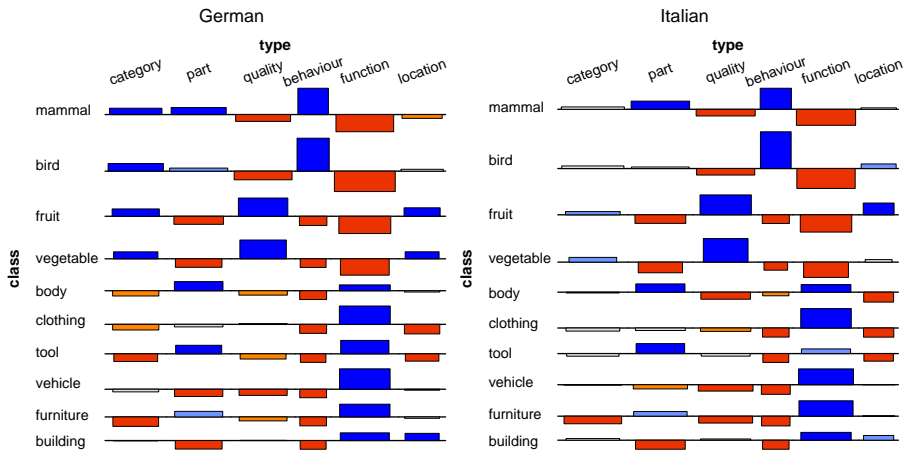 German
type
category part quality behaviour function location
class
mammal
bird
fruit
vegetable
body
clothing
tool
vehicle
furniture
building
Italian
type
category part quality behaviour function location
class
mammal
bird
fruit
vegetable
body
clothing
tool
vehicle
furniture
building